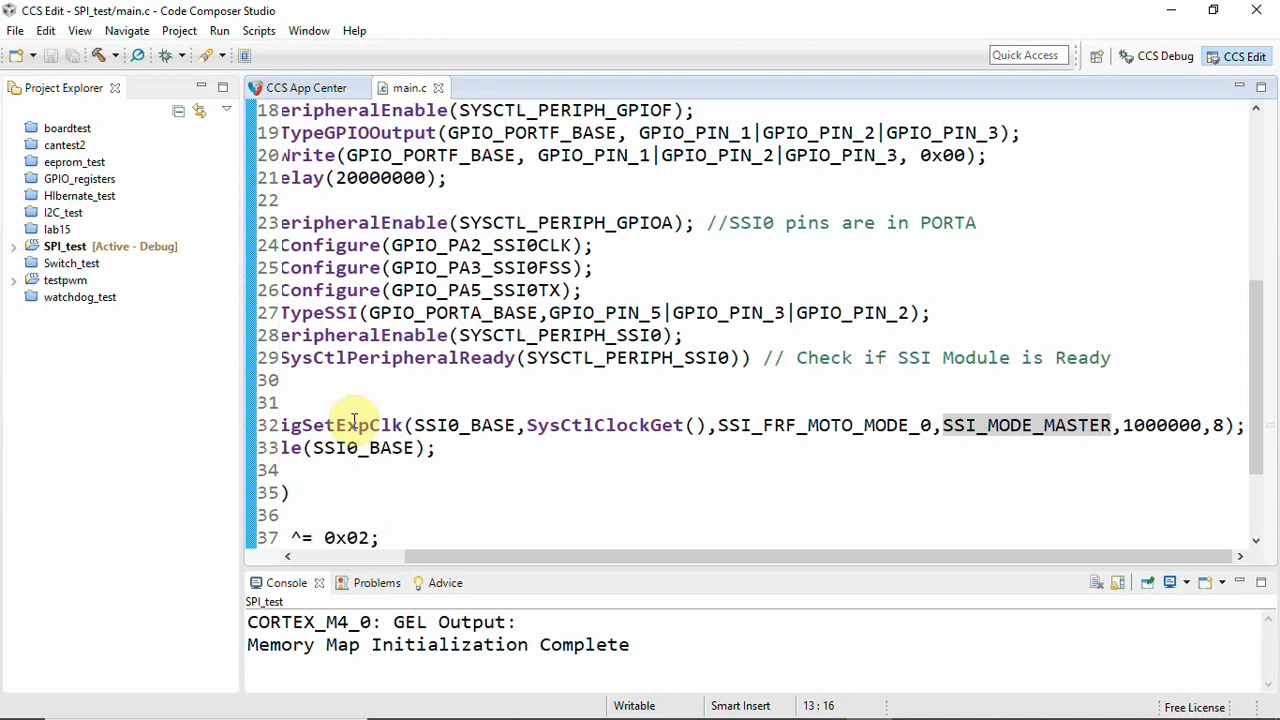 CCS Edit - SPI_test/main.c - Code Composer Studio
File Edit View Navigate Project Run Scripts Window Help
Quick Access CCS Debug CCS Edit
Project Explorer
boardtest
cantest2
eeprom_test
GPIO_registers
HIbernate_test
I2C_test
lab15
SPI_test [Active - Debug]
Switch_test
testpwm
watchdog_test
CCS App Center main.c
18 eripheralEnable(SYSCTL_PERIPH_GPIOF);
19 TypeGPIOOutput(GPIO_PORTF_BASE, GPIO_PIN_1|GPIO_PIN_2|GPIO_PIN_3);
20 Write(GPIO_PORTF_BASE, GPIO_PIN_1|GPIO_PIN_2|GPIO_PIN_3, 0x00);
21 elay(20000000);
22
23 eripheralEnable(SYSCTL_PERIPH_GPIOA); //SSI0 pins are in PORTA
24 Configure(GPIO_PA2_SSI0CLK);
25 Configure(GPIO_PA3_SSI0FSS);
26 Configure(GPIO_PA5_SSI0TX);
27 TypeSSI(GPIO_PORTA_BASE,GPIO_PIN_5|GPIO_PIN_3|GPIO_PIN_2);
28 eripheralEnable(SYSCTL_PERIPH_SSI0);
29 SysCtlPeripheralReady(SYSCTL_PERIPH_SSI0)) // Check if SSI Module is Ready
30
31
32 igSetExpClk(SSI0_BASE,SysCtlClockGet(),SSI_FRF_MOTO_MODE_0,SSI_MODE_MASTER,1000000,8);
33 le(SSI0_BASE);
34
35 )
36
37 ^= 0x02;
Console Problems Advice
SPI_test
CORTEX_M4_0: GEL Output:
Memory Map Initialization Complete
Writable Smart Insert 13 : 16 Free License